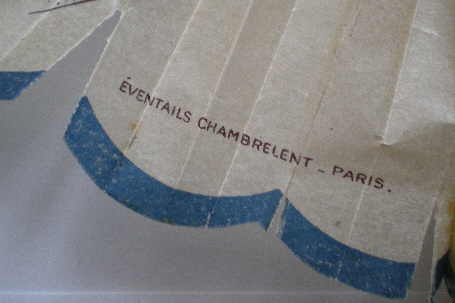 ÉVENTAILS CHAMBRELENT _ PARIS.